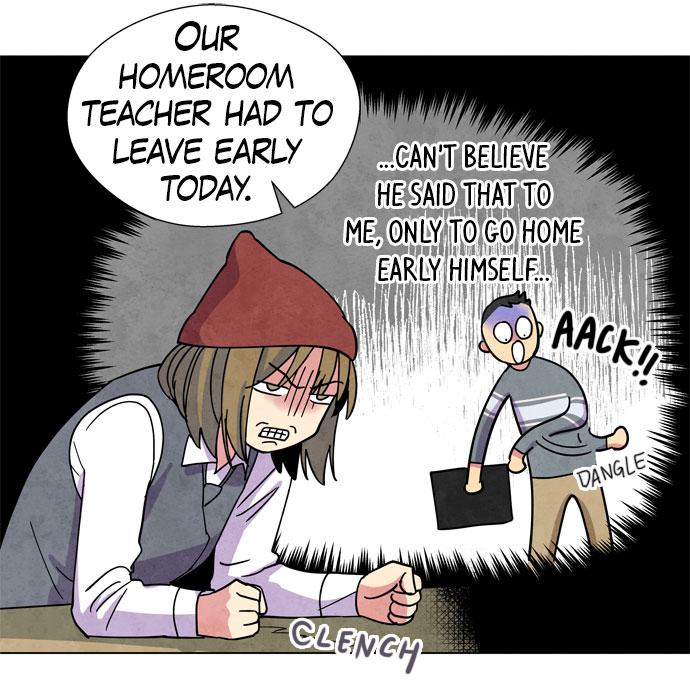 OUR
HOMEROOM
TEACHER HAD TO
LEAVE EARLY
TODAY.
...CAN'T BELIEVE
HE SAID THAT TO
ME, ONLY TO GO HOME
EARLY HIMSELF...
AACK!!
DANGLE
CLENCH